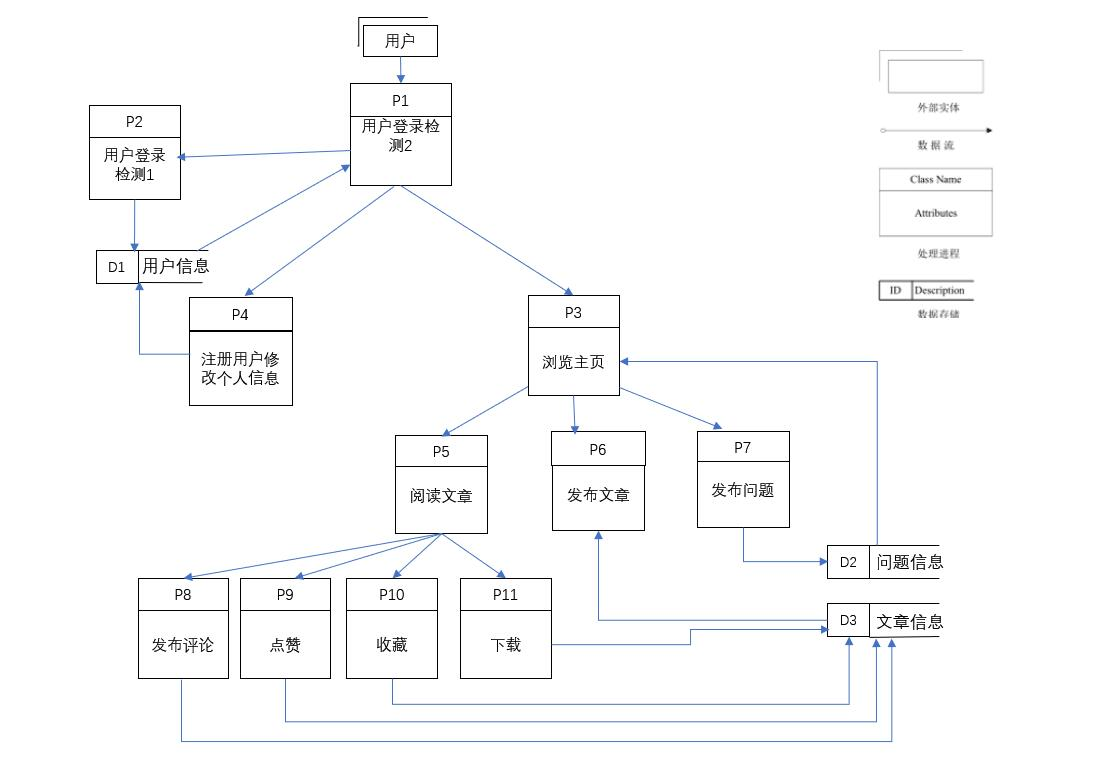 用户
P1
用户登录检
测2
P2
用户登录
检测1
D1 用户信息
P4
注册用户修
改个人信息
P3
浏览主页
P5
阅读文章
P6
发布文章
P7
发布问题
D2 问题信息
D3 文章信息
P8
发布评论
P9
点赞
P10
收藏
P11
下载
外部实体
数据流
Class Name
Attributes
处理进程
ID Description
数据存储